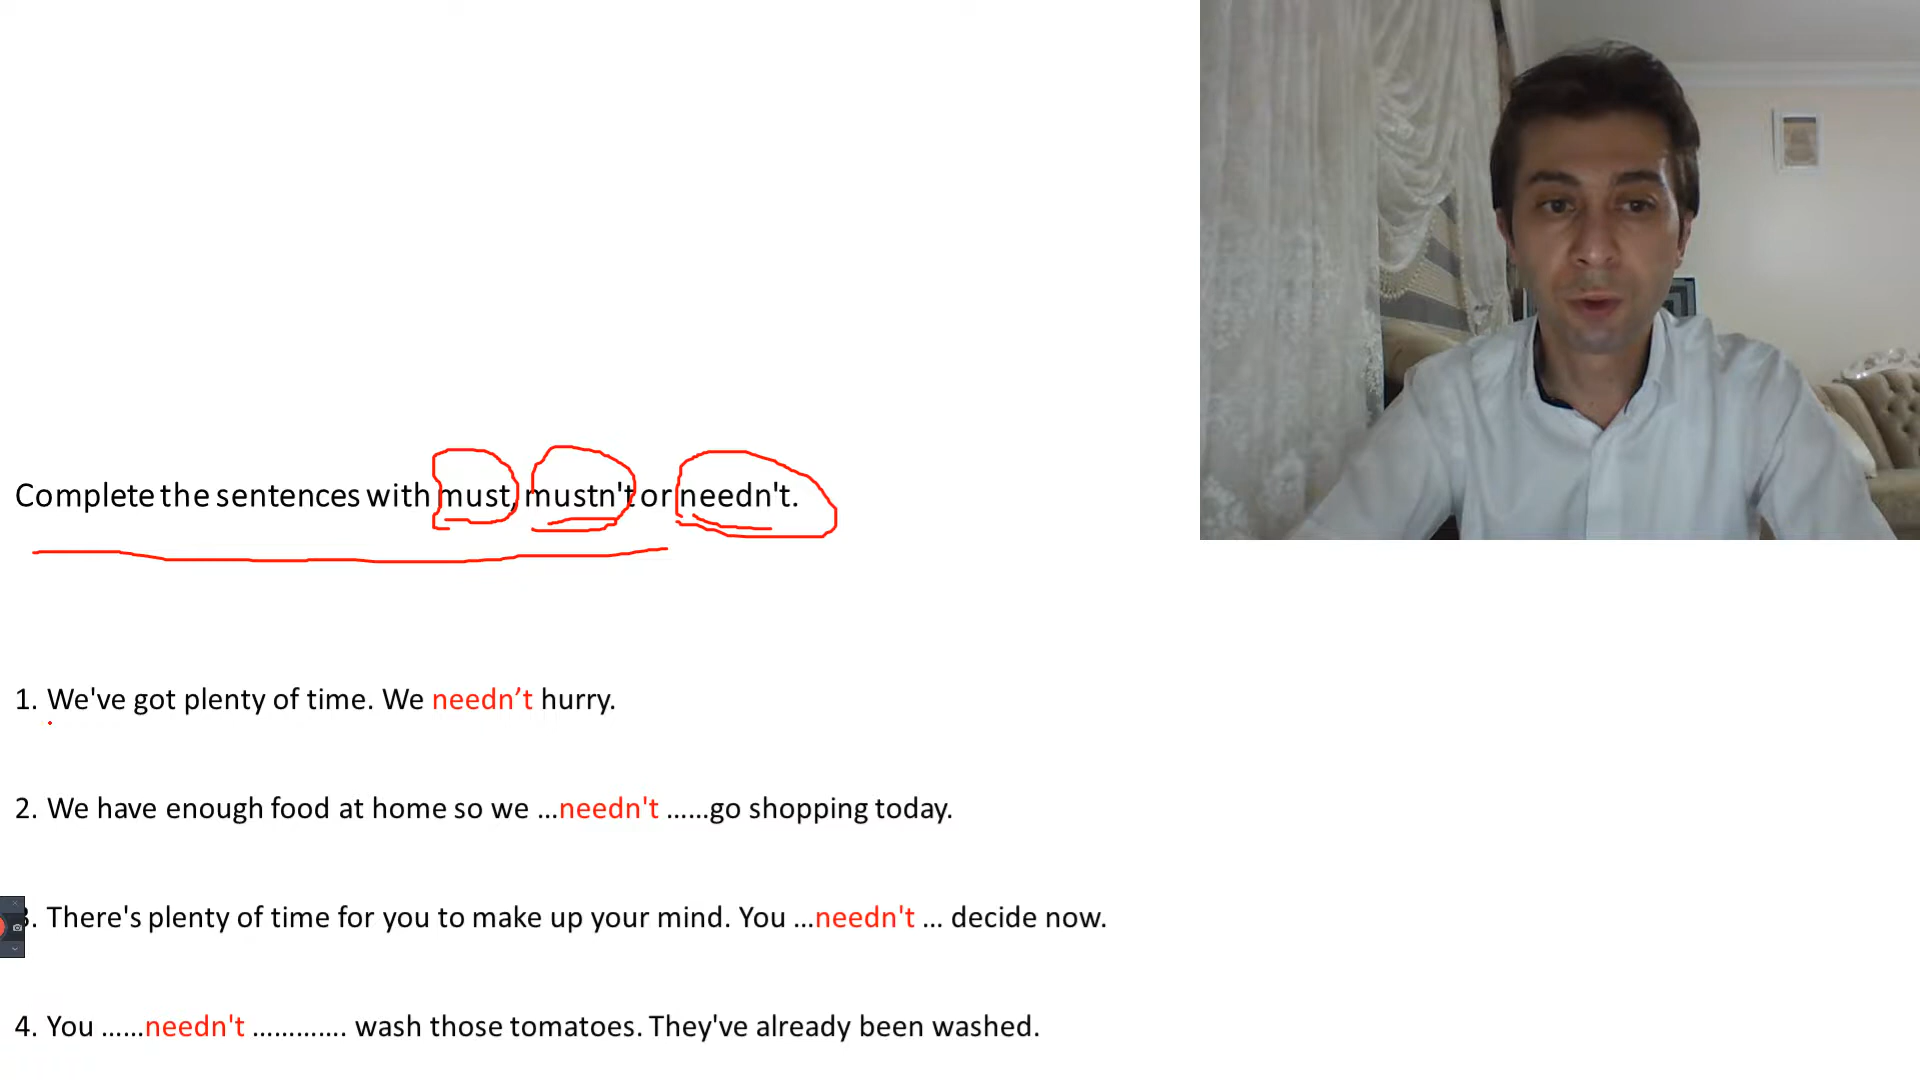 Complete the sentences with must, mustn't or needn't.
1. We've got plenty of time. We needn’t hurry.
2. We have enough food at home so we ...needn't ......go shopping today.
3. There's plenty of time for you to make up your mind. You ...needn't ... decide now.
4. You ......needn't ............. wash those tomatoes. They've already been washed.